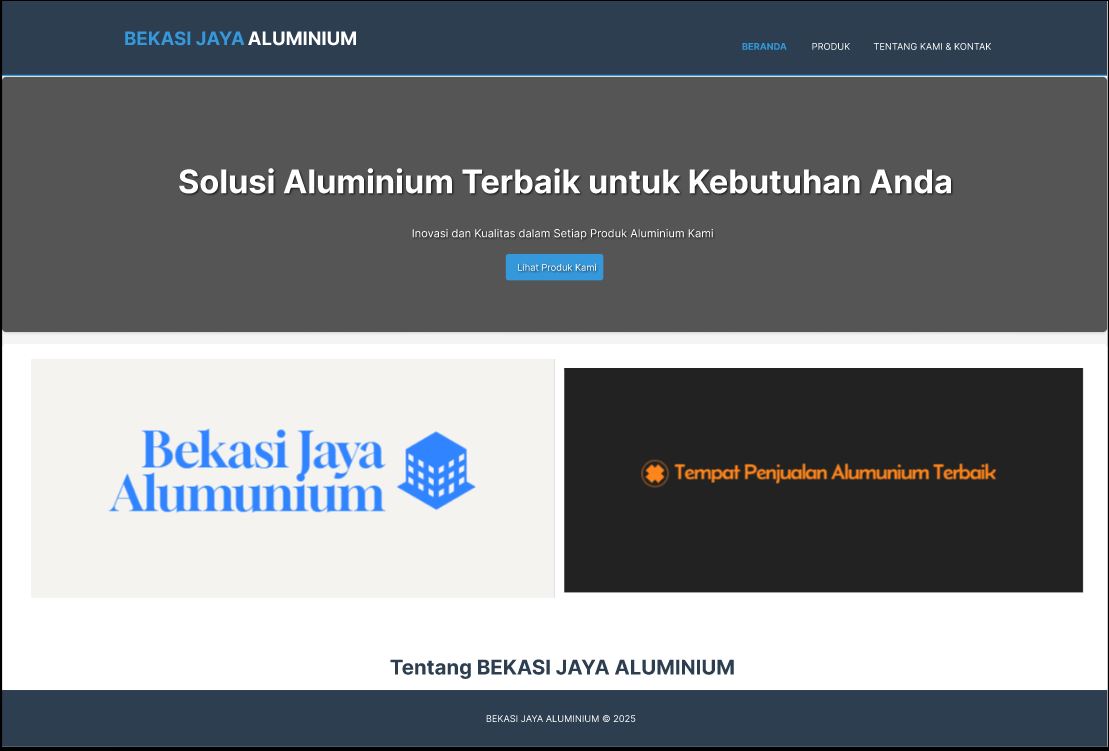 BEKASI JAYA ALUMINIUM
BERANDA PRODUK TENTANG KAMI & KONTAK
Solusi Aluminium Terbaik untuk Kebutuhan Anda
Inovasi dan Kualitas dalam Setiap Produk Aluminium Kami
Lihat Produk Kami
Bekasi Jaya
Alumunium
Tempat Penjualan Alumunium Terbaik
Tentang BEKASI JAYA ALUMINIUM
BEKASI JAYA ALUMINIUM © 2025